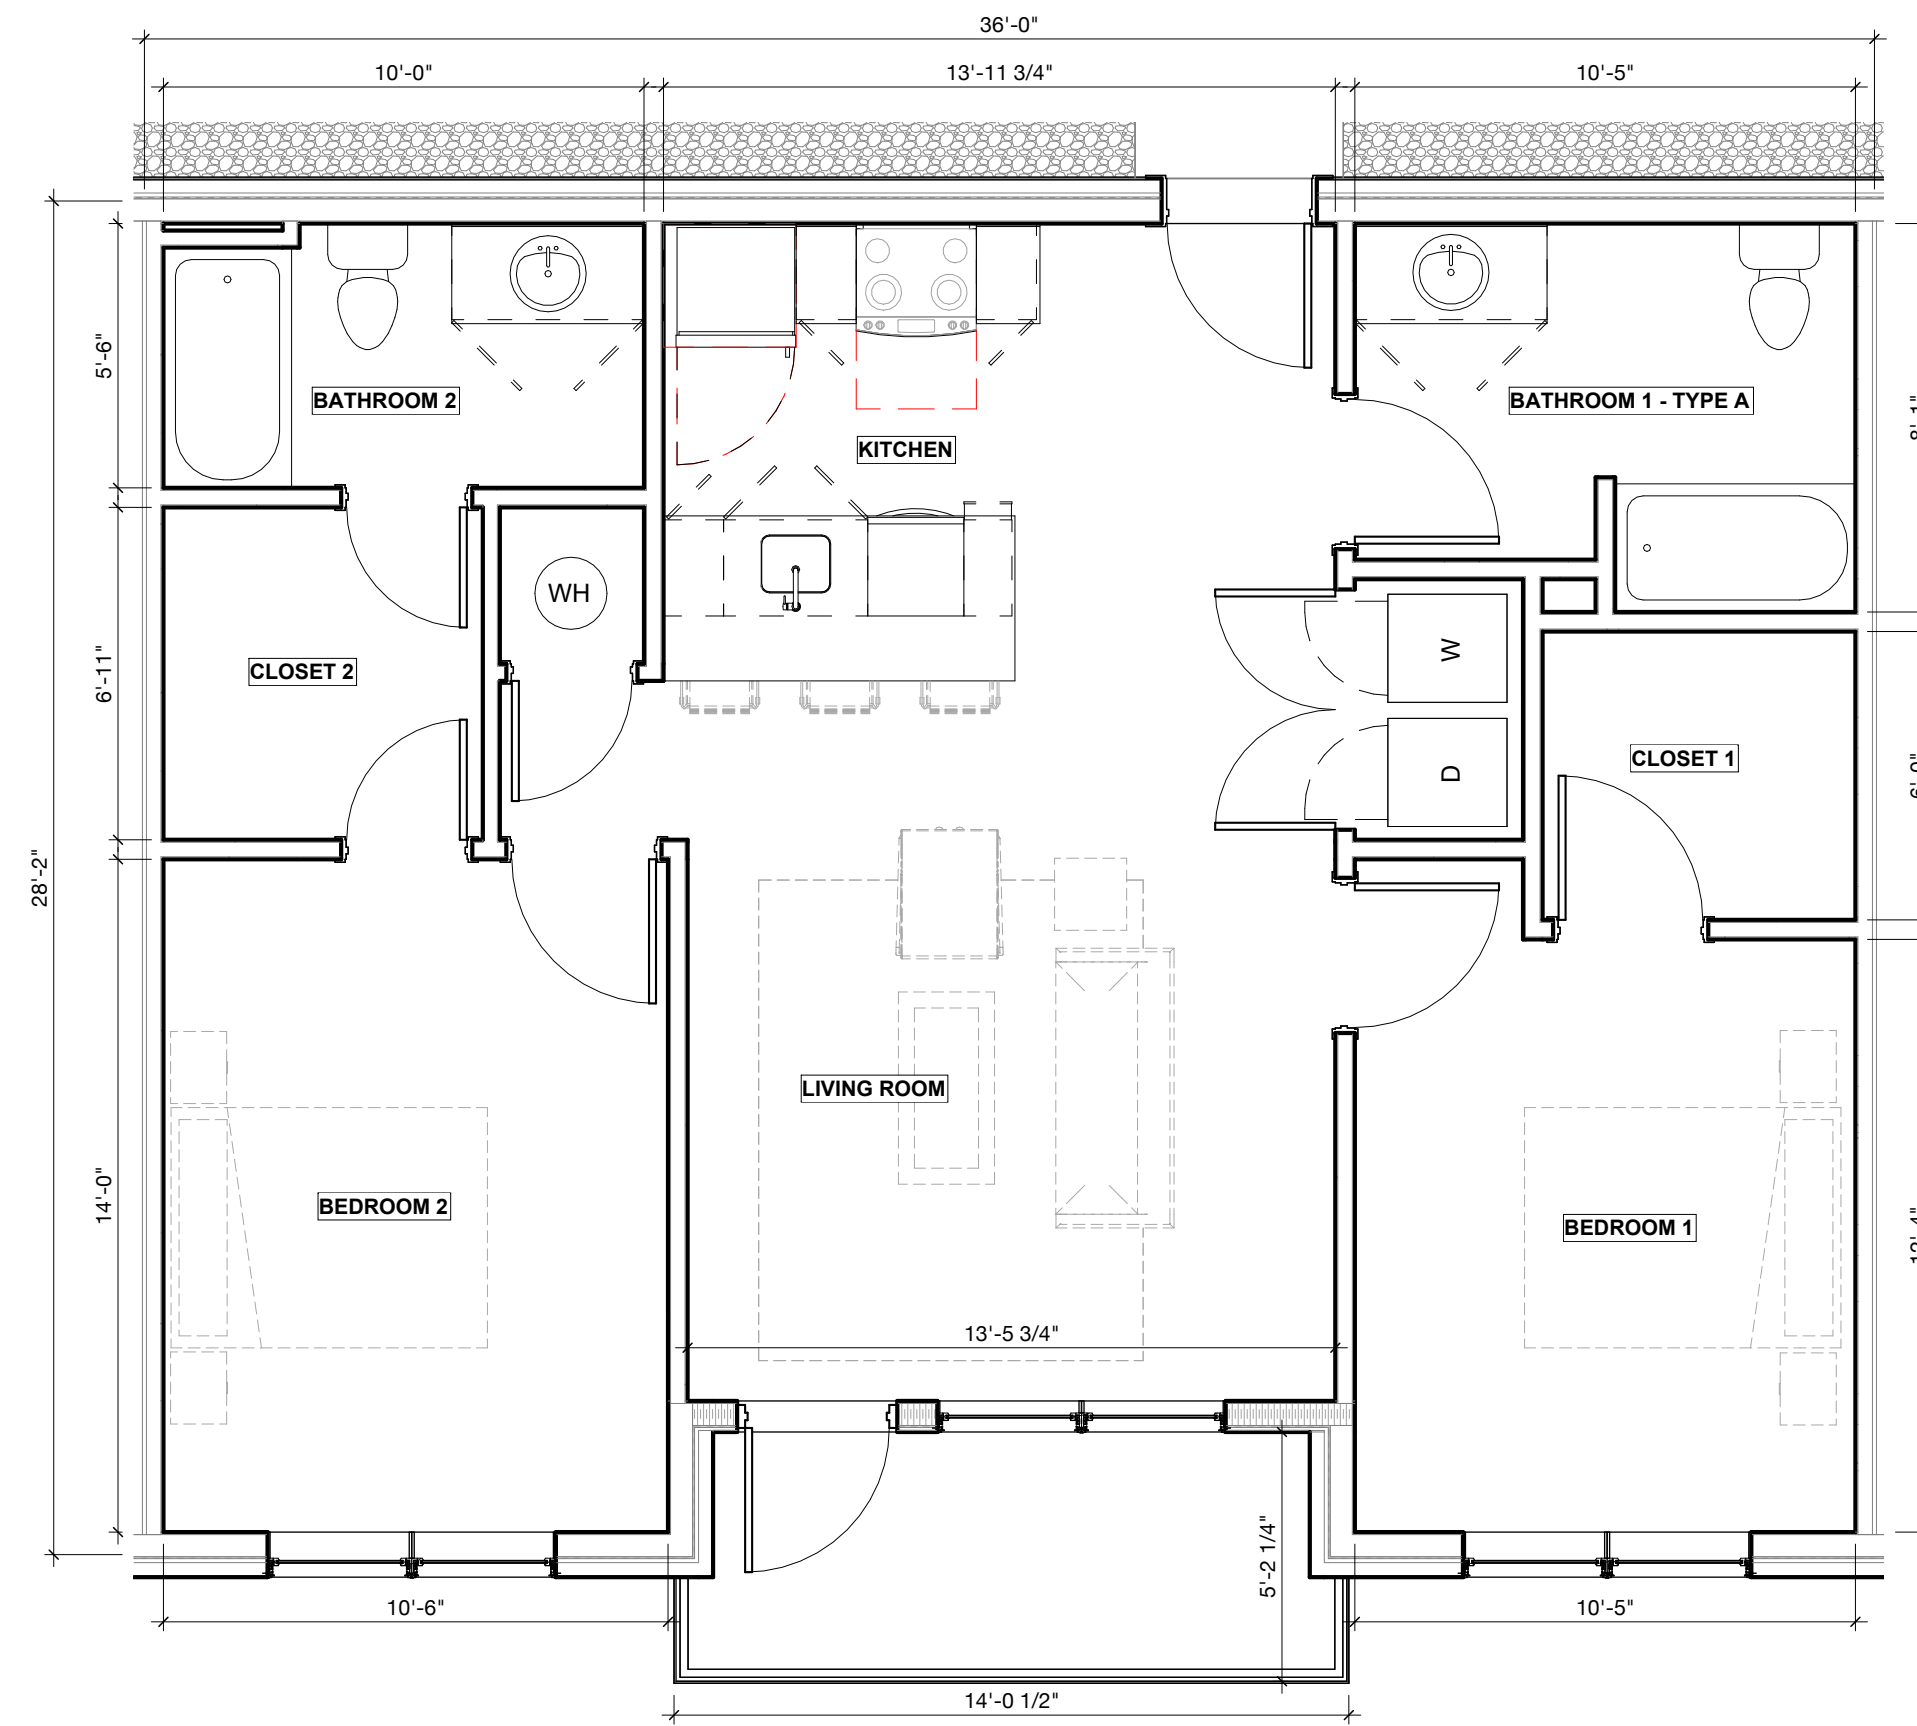 36'-0"
10'-0"
13'-11 3/4"
10'-5"
5'-6"
BATHROOM 2
BATHROOM 1 - TYPE A
KITCHEN
WH
W
6'-11"
CLOSET 2
CLOSET 1
D
28'-2"
LIVING ROOM
14'-0"
BEDROOM 2
BEDROOM 1
13'-5 3/4"
5'-2 1/4"
10'-6"
10'-5"
14'-0 1/2"